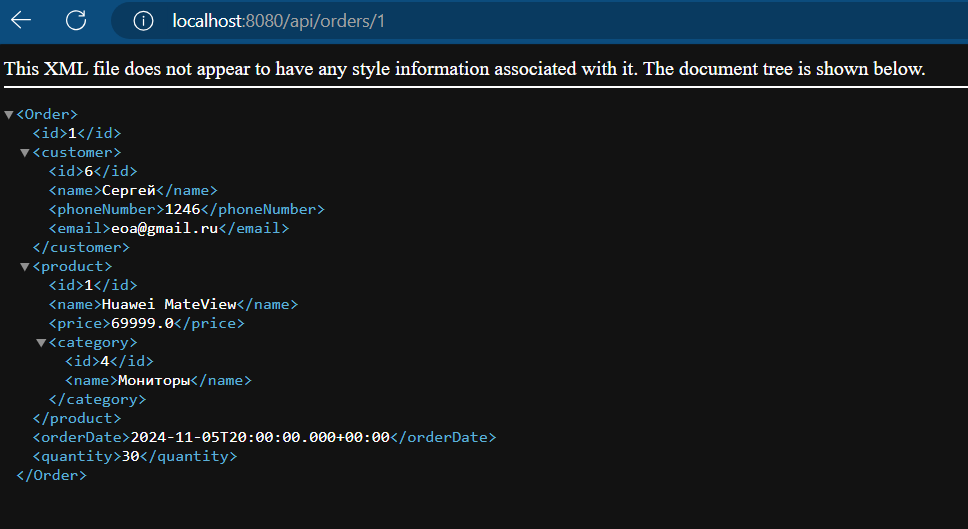 localhost:8080/api/orders/1
This XML file does not appear to have any style information associated with it. The document tree is shown below.
<Order>
<id>1</id>
<customer>
<id>6</id>
<name>Сергей</name>
<phoneNumber>1246</phoneNumber>
<email>eoa@gmail.ru</email>
</customer>
<product>
<id>1</id>
<name>Huawei MateView</name>
<price>69999.0</price>
<category>
<id>4</id>
<name>Мониторы</name>
</category>
</product>
<orderDate>2024-11-05T20:00:00.000+00:00</orderDate>
<quantity>30</quantity>
</Order>